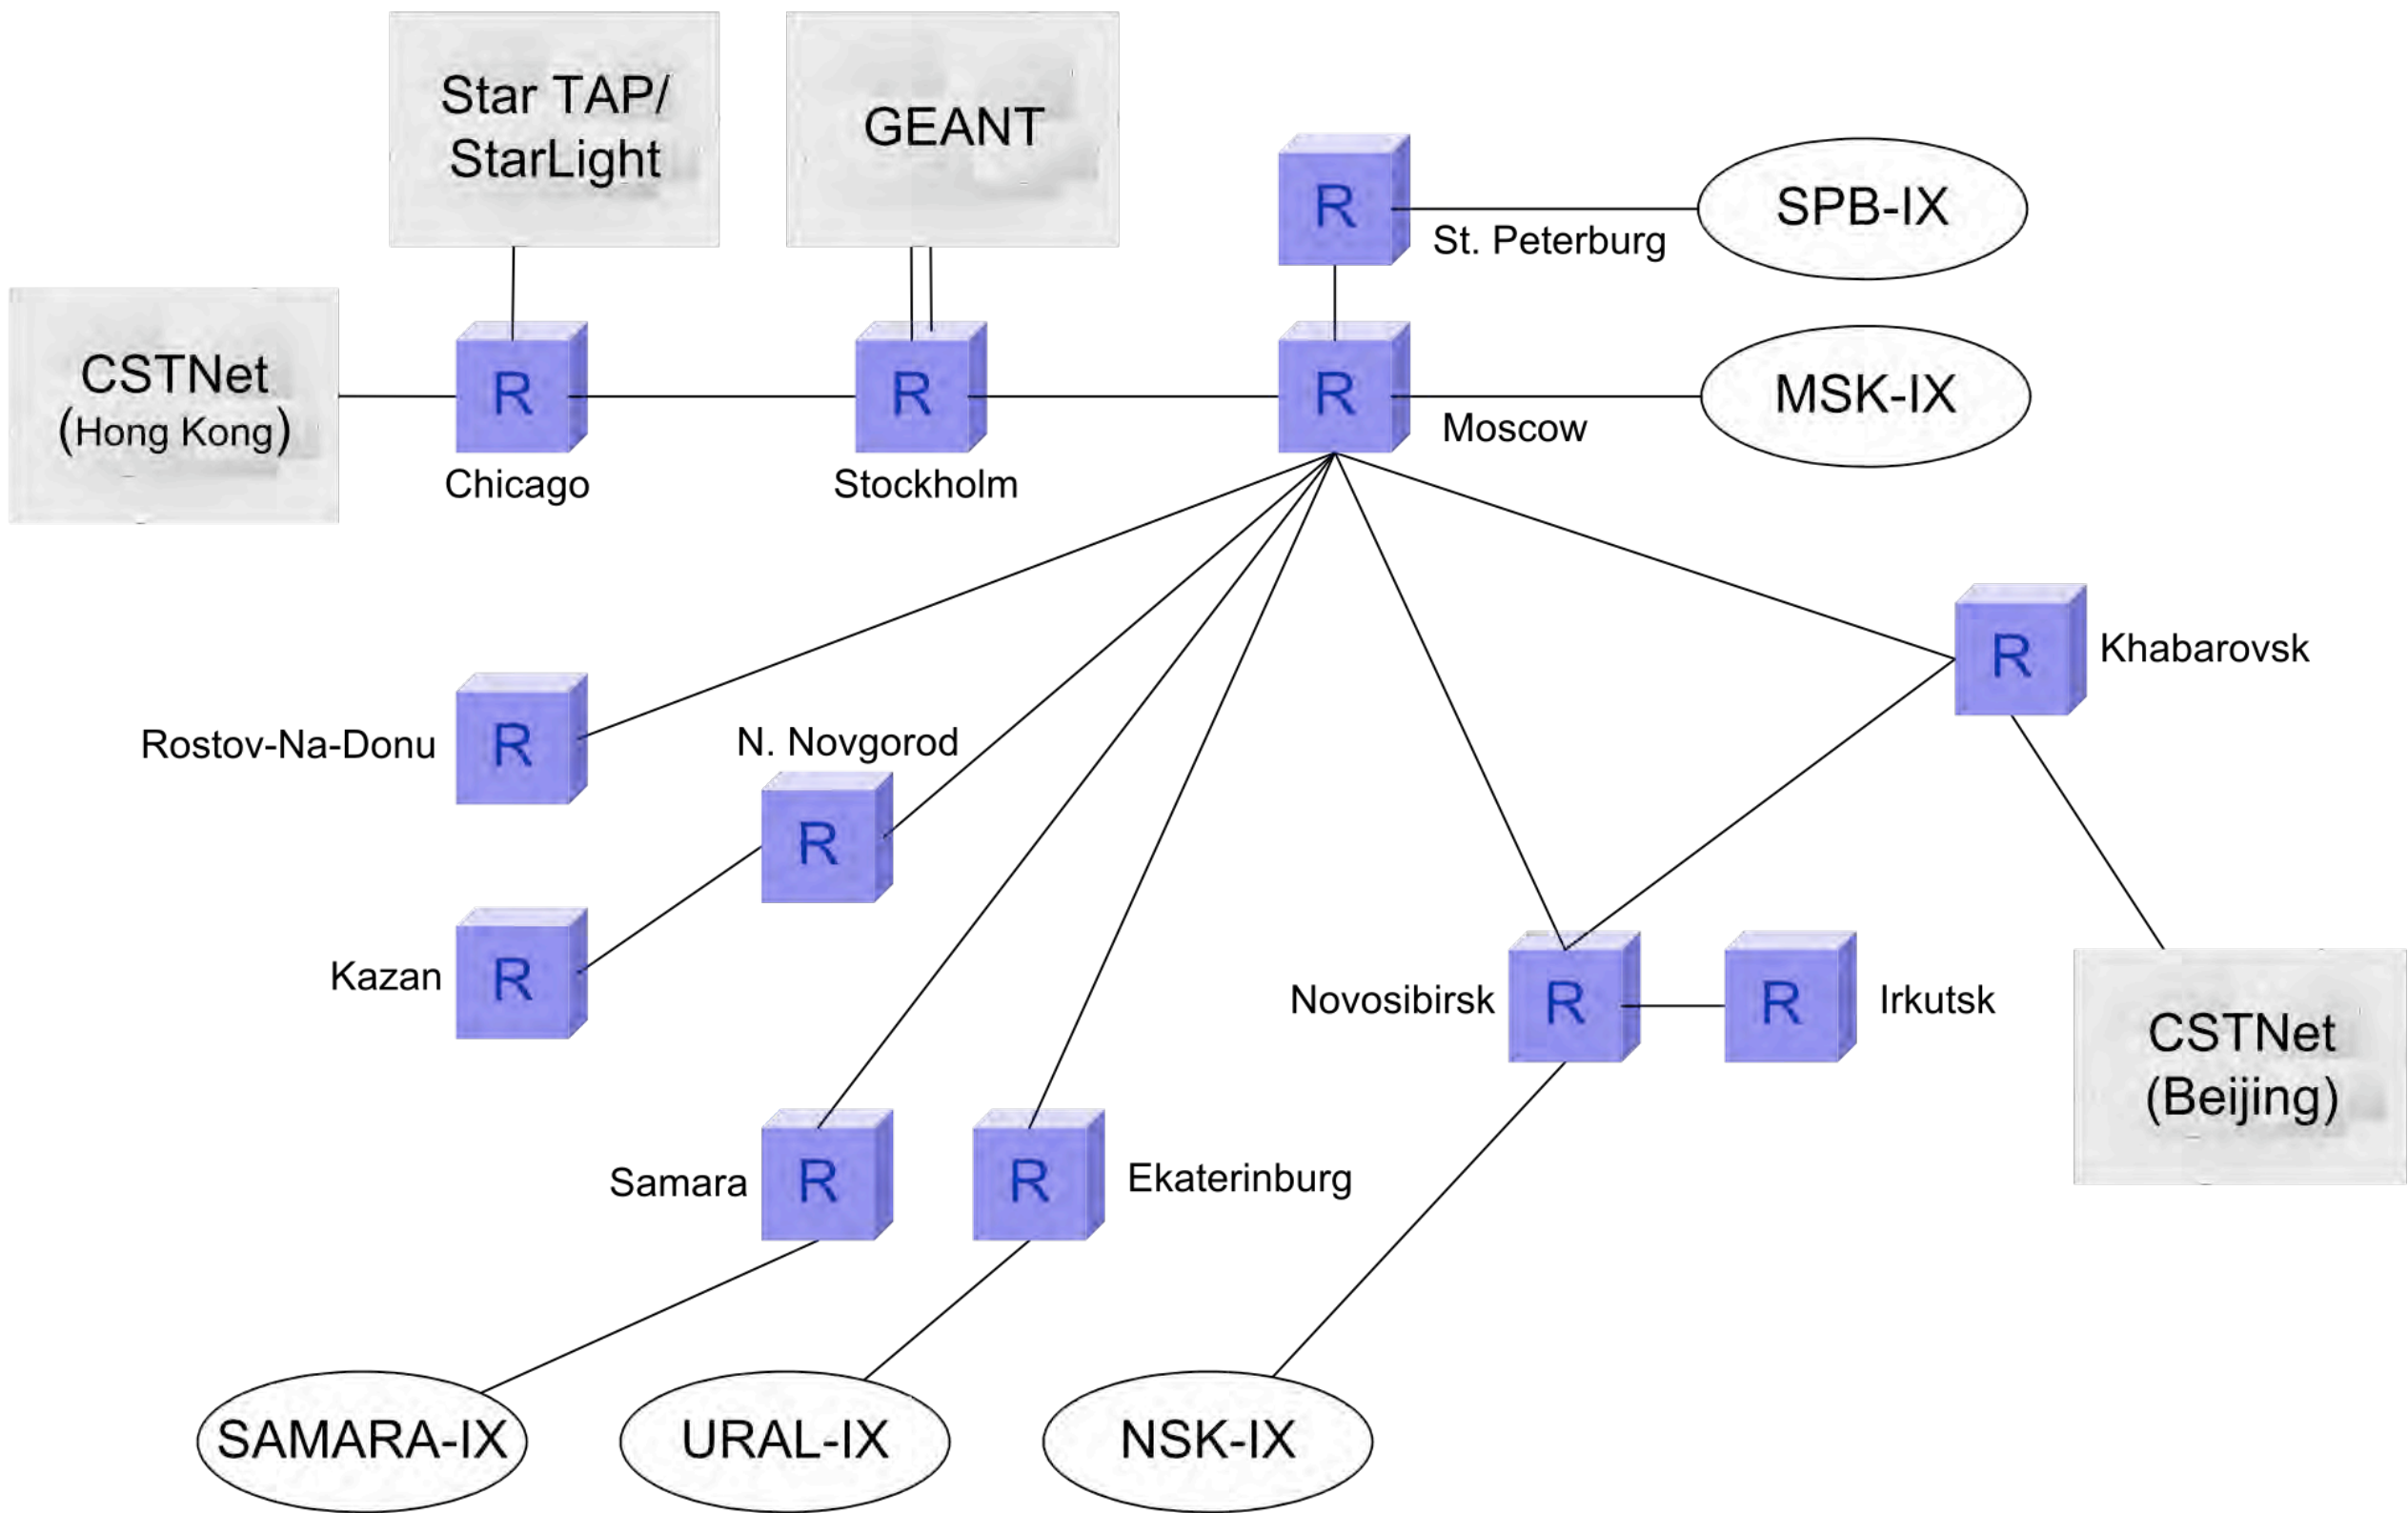 Star TAP/
StarLight
GEANT
R
SPB-IX
St. Peterburg
CSTNet
(Hong Kong)
R
R
R
MSK-IX
Moscow
Chicago
Stockholm
R
Khabarovsk
Rostov-Na-Donu
R
N. Novgorod
R
Kazan
R
Novosibirsk
R
R
Irkutsk
CSTNet
(Beijing)
Samara
R
R
Ekaterinburg
SAMARA-IX
URAL-IX
NSK-IX